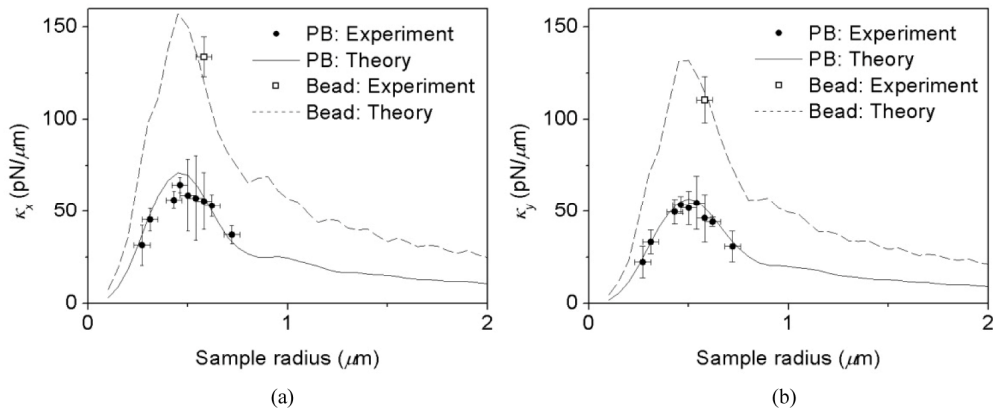 150
100
50
0
κx (pN/μm)
PB: Experiment
PB: Theory
Bead: Experiment
Bead: Theory
1
2
Sample radius (μm)
(a)
150
100
50
0
κy (pN/μm)
PB: Experiment
PB: Theory
Bead: Experiment
Bead: Theory
1
2
Sample radius (μm)
(b)